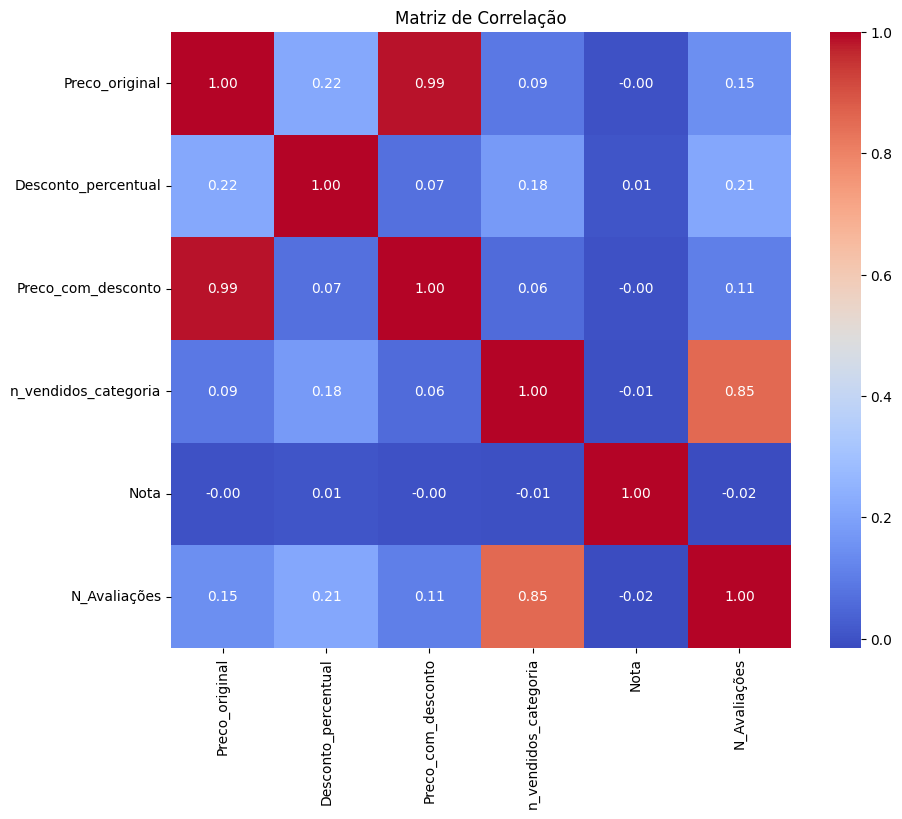 Matriz de Correlação
Preco_original 1.00 0.22 0.99 0.09 -0.00 0.15
Desconto_percentual 0.22 1.00 0.07 0.18 0.01 0.21
Preco_com_desconto 0.99 0.07 1.00 0.06 -0.00 0.11
n_vendidos_categoria 0.09 0.18 0.06 1.00 -0.01 0.85
Nota -0.00 0.01 -0.00 -0.01 1.00 -0.02
N_Avaliações 0.15 0.21 0.11 0.85 -0.02 1.00
Preco_original
Desconto_percentual
Preco_com_desconto
n_vendidos_categoria
Nota
N_Avaliações
1.0
0.8
0.6
0.4
0.2
0.0